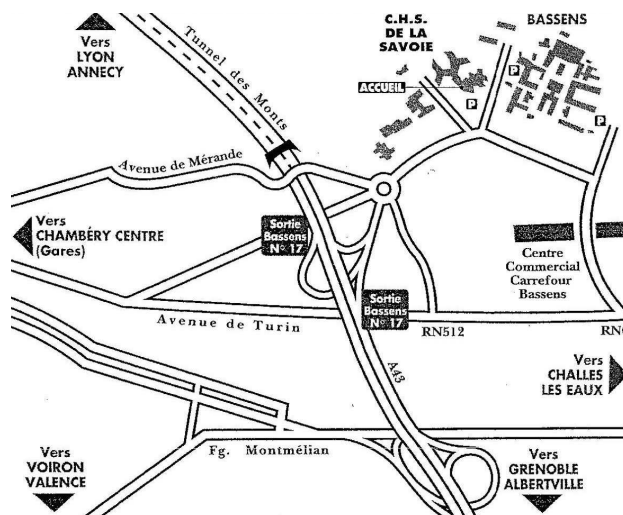 Vers
LYON
ANNECY
Tunnel des Monts
C.H.S.
DE LA
SAVOIE
BASSENS
ACCUEIL
P
P
P
Avenue de Mérande
Vers
CHAMBÉRY CENTRE
(Gares)
Sortie
Bassens
N° 17
Centre
Commercial
Carrefour
Bassens
Sortie
Bassens
N° 17
Avenue de Turin
RN512
A43
Vers
CHALLES
LES EAUX
Vers
VOIRON
VALENCE
Fg. Montmélian
Vers
GRENOBLE
ALBERTVILLE